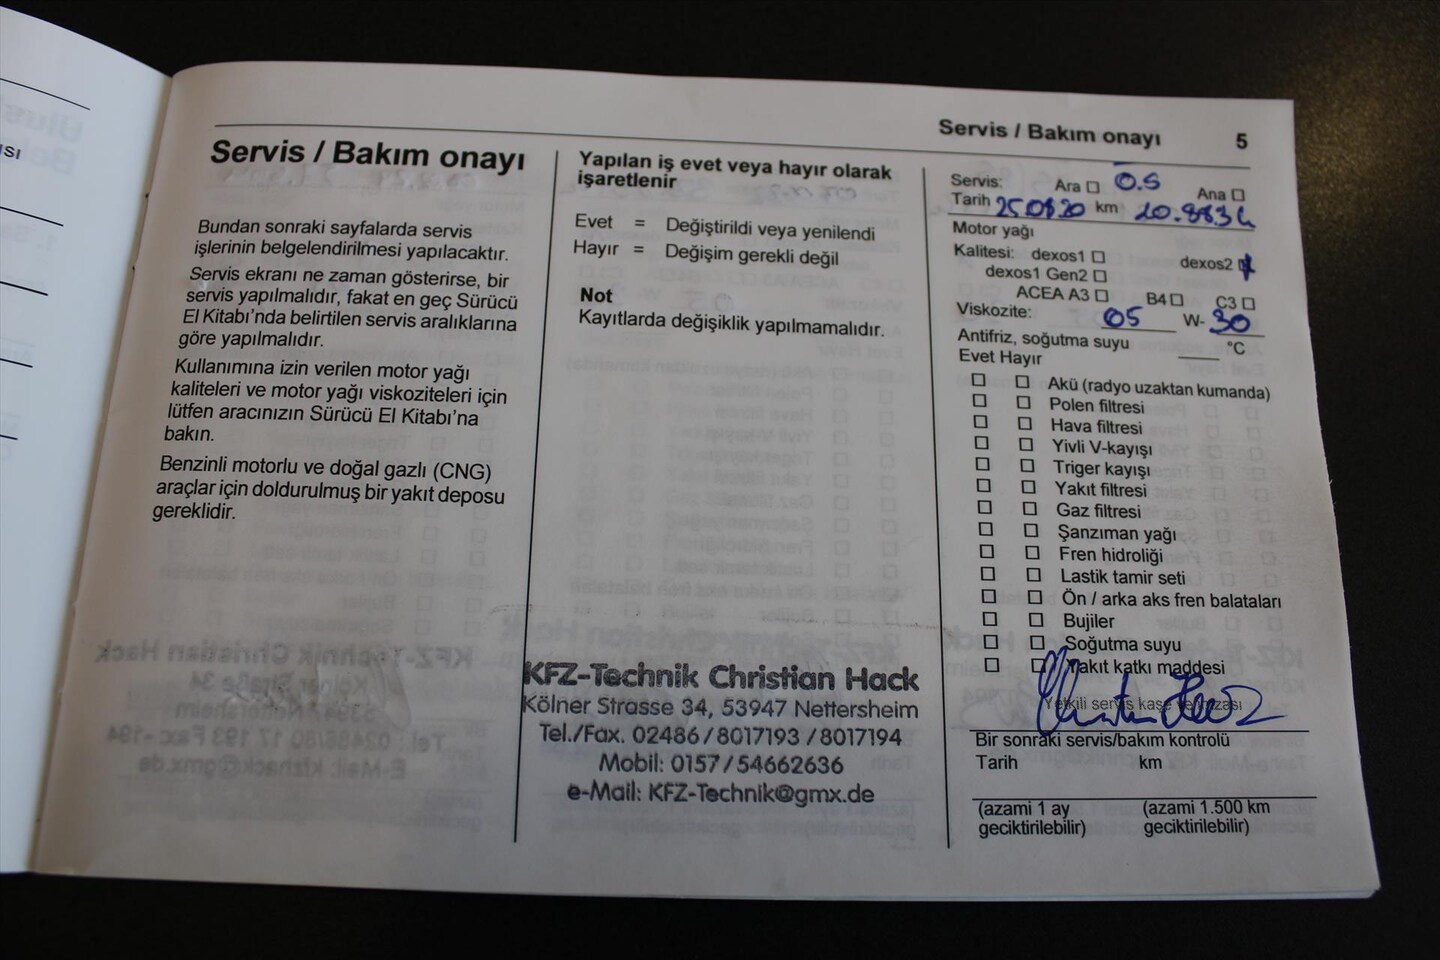 Servis / Bakım onayı 5
Servis / Bakım onayı
Bundan sonraki sayfalarda servis
işlerinin belgelendirilmesi yapılacaktır.
Servis ekranı ne zaman gösterirse, bir
servis yapılmalıdır, fakat en geç Sürücü
El Kitabı'nda belirtilen servis aralıklarına
göre yapılmalıdır.
Kullanımına izin verilen motor yağı
kaliteleri ve motor yağı viskoziteleri için
lütfen aracınızın Sürücü El Kitabı'na
bakın.
Benzinli motorlu ve doğal gazlı (CNG)
araçlar için doldurulmuş bir yakıt deposu
gereklidir.
Yapılan iş evet veya hayır olarak
işaretlenir
Evet = Değiştirildi veya yenilendi
Hayır = Değişim gerekli değil
Not
Kayıtlarda değişiklik yapılmamalıdır.
KFZ-Technik Christian Hack
Kölner Strasse 34, 53947 Nettersheim
Tel./Fax. 02486/8017193/8017194
Mobil: 0157/54662636
e-Mail: KFZ-Technik@gmx.de
Servis: Ara □ Ana □
Tarih km
Motor yağı
Kalitesi: dexos1 □ dexos2
dexos1 Gen2 □
ACEA A3 □ B4 □ C3 □
Viskozite: 05 W- 30
Antifriz, soğutma suyu ____ °C
Evet Hayır
□ □ Akü (radyo uzaktan kumanda)
□ □ Polen filtresi
□ □ Hava filtresi
□ □ Yivli V-kayışı
□ □ Triger kayışı
□ □ Yakıt filtresi
□ □ Gaz filtresi
□ □ Şanzıman yağı
□ □ Fren hidroliği
□ □ Lastik tamir seti
□ □ Ön / arka aks fren balataları
□ □ Bujiler
□ □ Soğutma suyu
□ □ Yakıt katkı maddesi
Yetkili servis kaşe ve imzası
Bir sonraki servis/bakım kontrolü
Tarih km
(azami 1 ay (azami 1.500 km
geciktirilebilir) geciktirilebilir)